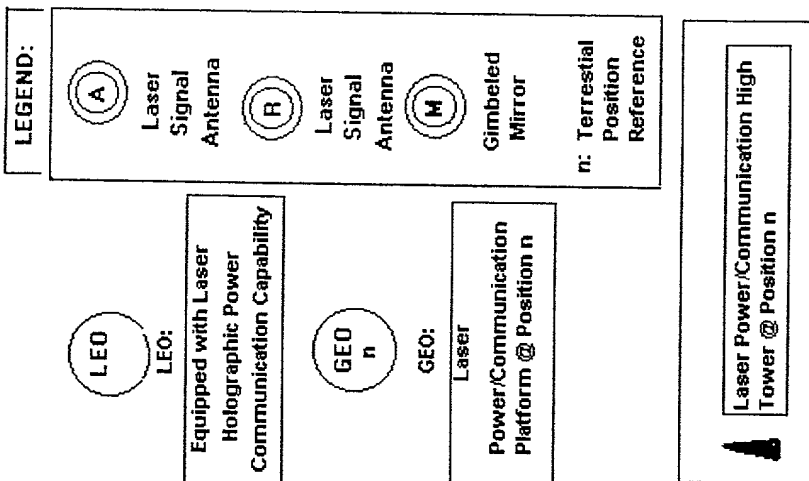 LEGEND:
A
Laser
Signal
Antenna
R
Laser
Signal
Antenna
M
Gimbeled
Mirror
n: Terrestial
Position
Reference
LEO
LEO:
Equipped with Laser
Holographic Power
Communication Capability
GEO
n
GEO:
Laser
Power/Communication
Platform @ Position n
Laser Power/Communication High
Tower @ Position n